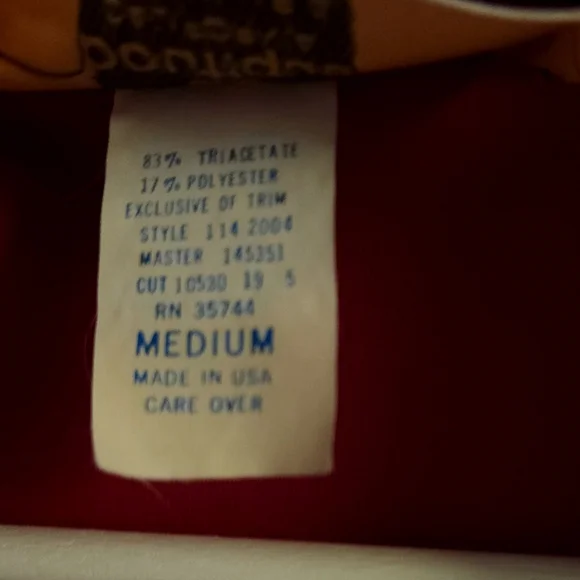 83% TRIACETATE
17% POLYESTER
EXCLUSIVE OF TRIM
STYLE 114 2004
MASTER 145351
CUT 10530 19 5
RN 35744
MEDIUM
MADE IN USA
CARE OVER